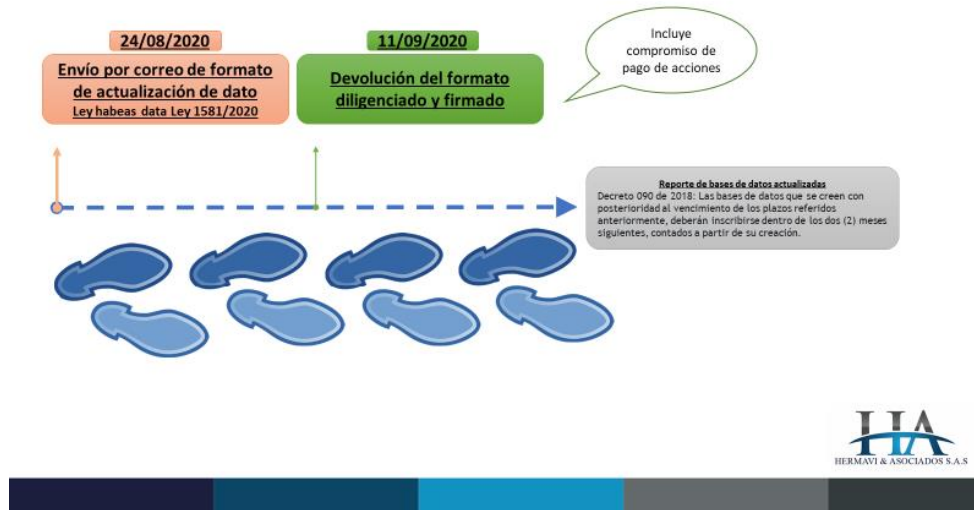 24/08/2020
Envío por correo de formato
de actualización de dato
Ley habeas data Ley 1581/2020
11/09/2020
Devolución del formato
diligenciado y firmado
Incluye
compromiso de
pago de acciones
Reporte de bases de datos actualizadas
Decreto 090 de 2018: Las bases de datos que se creen con
posterioridad al vencimiento de los plazos referidos
anteriormente, deberán inscribirse dentro de los dos (2) meses
siguientes, contados a partir de su creación.
HA
HERMAVI & ASOCIADOS S.A.S